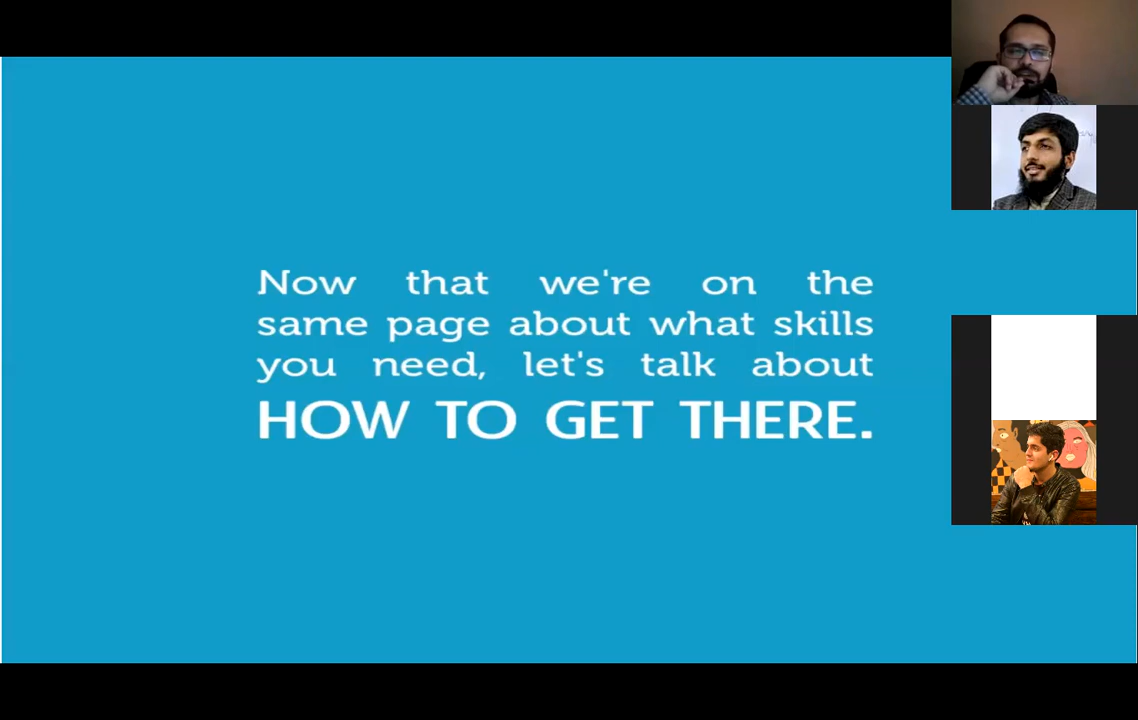 Now that we're on the
same page about what skills
you need, let's talk about
HOW TO GET THERE.